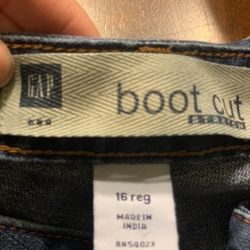 GAP
boot cut
STRETCH
16 reg
MADE IN
INDIA